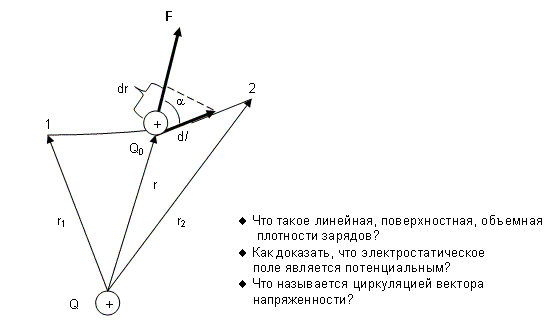 F
dr
α
2
1
+
dl
Q₀
r
r₁
r₂
Q
+
◆ Что такое линейная, поверхностная, объемная
плотности зарядов?
◆ Как доказать, что электростатическое
поле является потенциальным?
◆ Что называется циркуляцией вектора
напряженности?